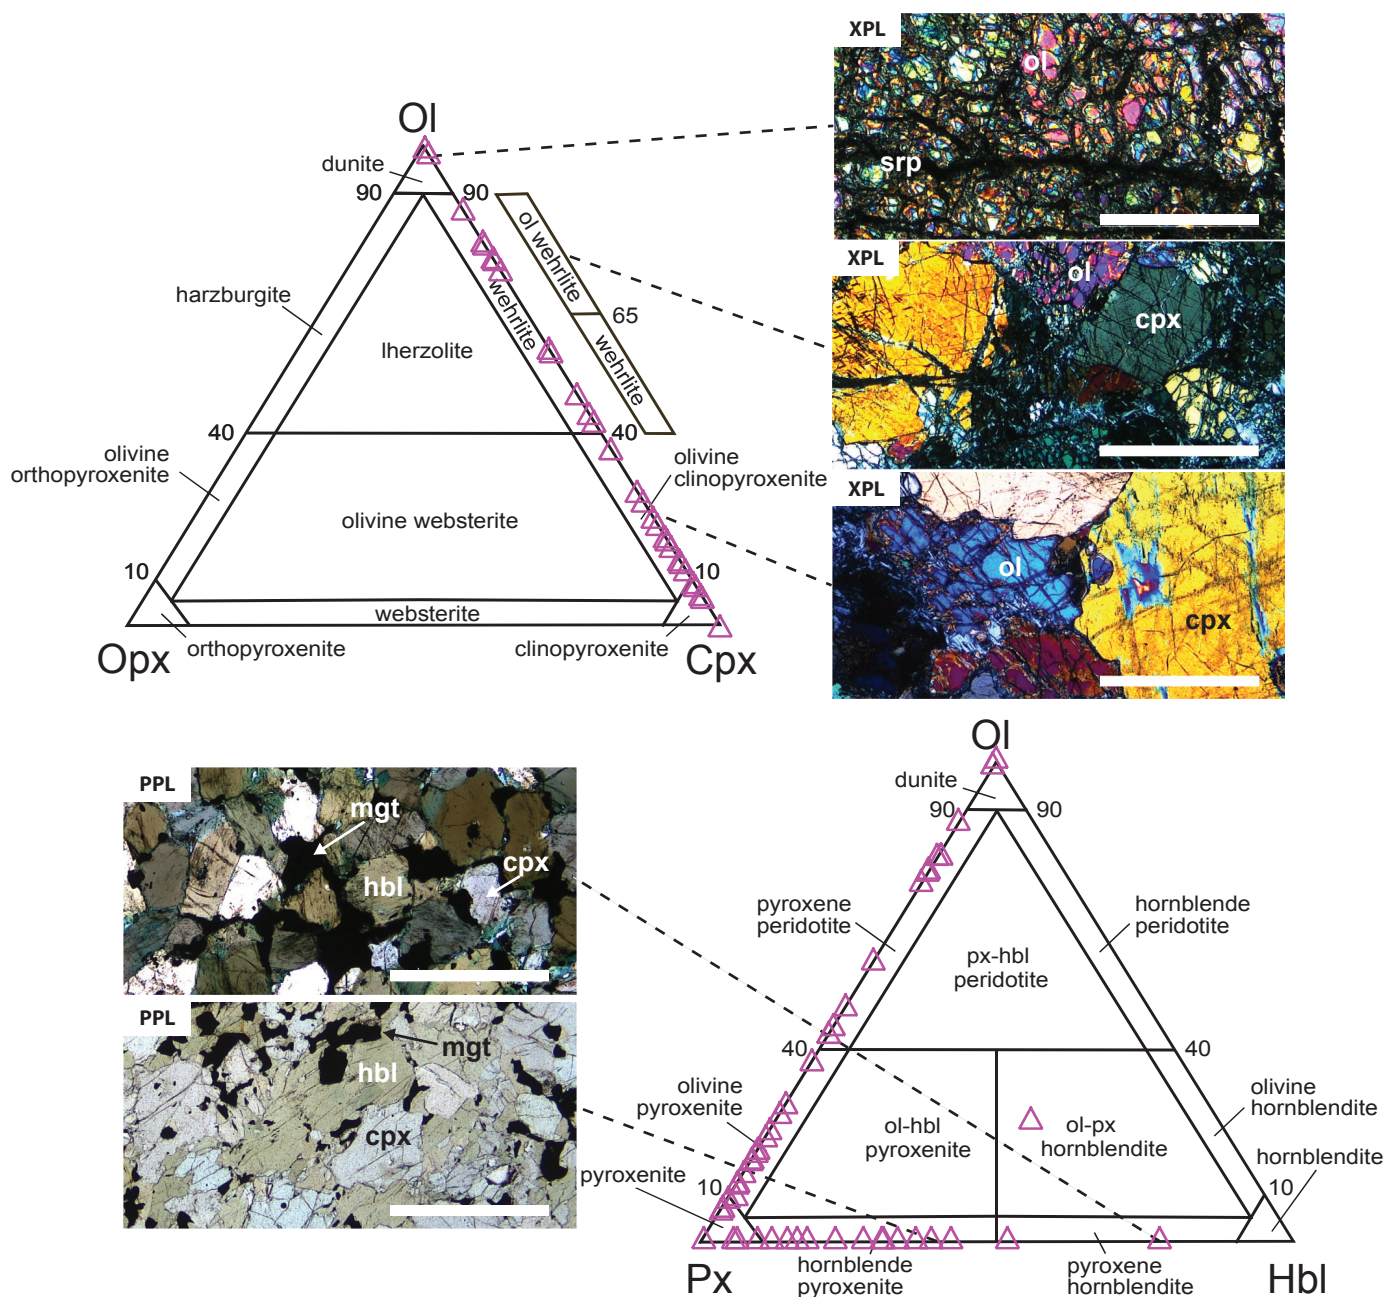 XPL
ol
srp
Ol
dunite
90
90
ol wehrlite
65
wehrlite
wehrlite
harzburgite
lherzolite
XPL
ol
cpx
40
40
olivine
orthopyroxenite
olivine
clinopyroxenite
olivine websterite
XPL
ol
cpx
10
10
websterite
orthopyroxenite
clinopyroxenite
Opx
Cpx
PPL
mgt
cpx
hbl
PPL
mgt
hbl
cpx
Ol
dunite
90
90
pyroxene
peridotite
hornblende
peridotite
px-hbl
peridotite
40
40
olivine
pyroxenite
olivine
hornblendite
ol-hbl
pyroxenite
ol-px
hornblendite
pyroxenite
hornblendite
10
10
hornblende
pyroxenite
pyroxene
hornblendite
Px
Hbl